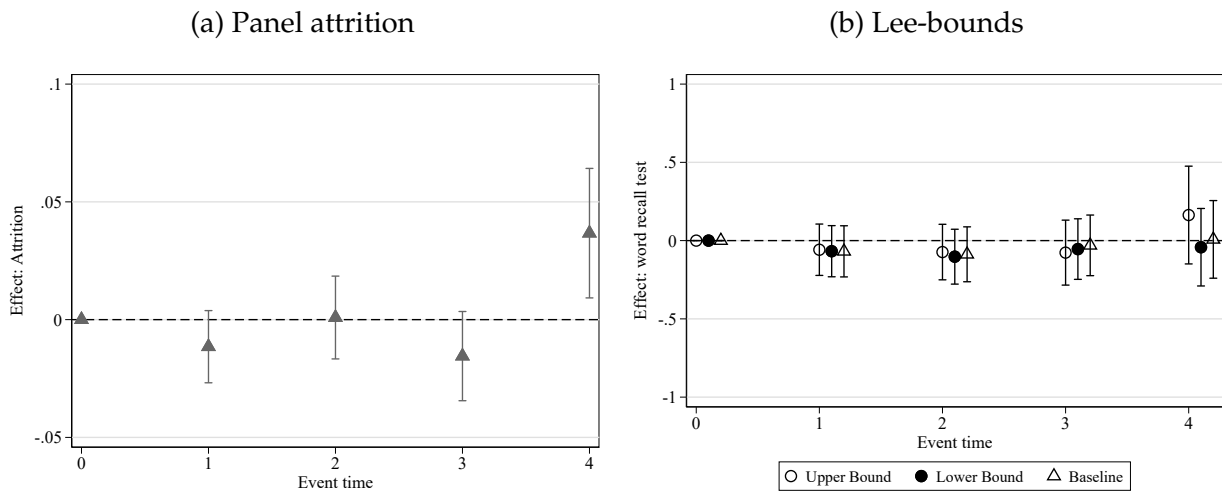 (a) Panel attrition
Effect: Attrition
.1
.05
0
-.05
0 1 2 3 4
Event time
(b) Lee-bounds
Effect: word recall test
1
.5
0
-.5
-1
0 1 2 3 4
Event time
Upper Bound Lower Bound Baseline